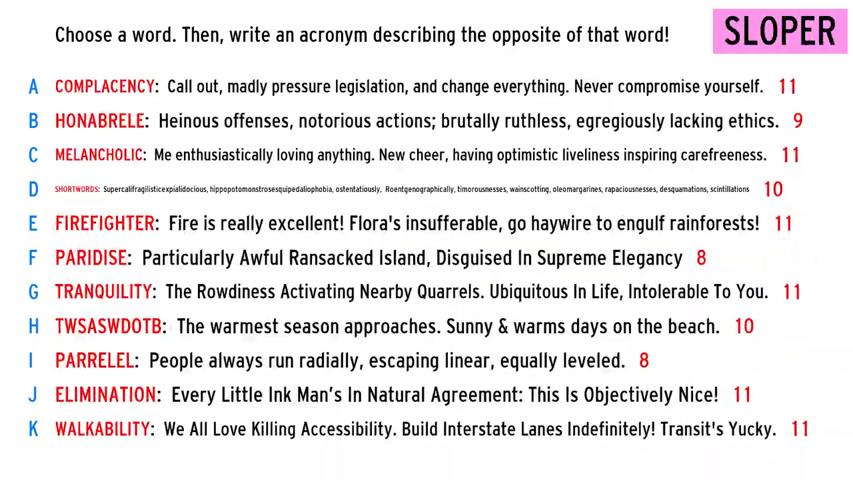 Choose a word. Then, write an acronym describing the opposite of that word!
SLOPER
A COMPLACENCY: Call out, madly pressure legislation, and change everything. Never compromise yourself. 11
B HONABRELE: Heinous offenses, notorious actions; brutally ruthless, egregiously lacking ethics. 9
C MELANCHOLIC: Me enthusiastically loving anything. New cheer, having optimistic liveliness inspiring carefreeness. 11
D SHORTWORDS: Supercalifragilisticexpialidocious, hippopotomonstrosesquipedaliophobia, ostentatiously, Roentgenographically, timorousnesses, wainscotting, oleomargarines, rapaciousnesses, desquamations, scintillations 10
E FIREFIGHTER: Fire is really excellent! Flora's insufferable, go haywire to engulf rainforests! 11
F PARIDISE: Particularly Awful Ransacked Island, Disguised In Supreme Elegancy 8
G TRANQUILITY: The Rowdiness Activating Nearby Quarrels. Ubiquitous In Life, Intolerable To You. 11
H TWSASWDOTB: The warmest season approaches. Sunny & warms days on the beach. 10
I PARRELEL: People always run radially, escaping linear, equally leveled. 8
J ELIMINATION: Every Little Ink Man's In Natural Agreement: This Is Objectively Nice! 11
K WALKABILITY: We All Love Killing Accessibility. Build Interstate Lanes Indefinitely! Transit's Yucky. 11